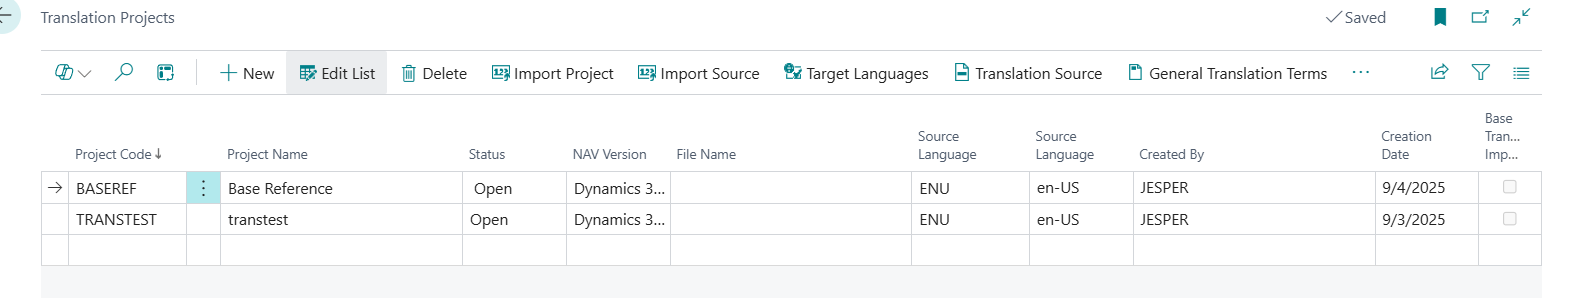 Translation Projects
Saved
New Edit List Delete Import Project Import Source Target Languages Translation Source General Translation Terms ...
Project Code↓ Project Name Status NAV Version File Name Source Language Source Language Created By Creation Date Base Tran... Imp...
BASEREF Base Reference Open Dynamics 3... ENU en-US JESPER 9/4/2025
TRANSTEST transtest Open Dynamics 3... ENU en-US JESPER 9/3/2025